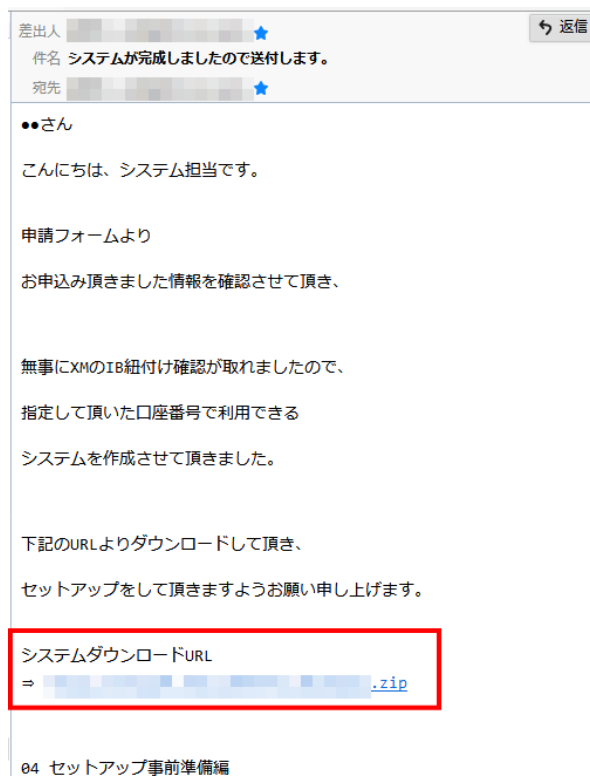 差出人
返信
件名 システムが完成しましたので送付します。
宛先
●●さん
こんにちは、システム担当です。
申請フォームより
お申込み頂きました情報を確認させて頂き、
無事にXMのIB紐付け確認が取れましたので、
指定して頂いた口座番号で利用できる
システムを作成させて頂きました。
下記のURLよりダウンロードして頂き、
セットアップをして頂きますようお願い申し上げます。
システムダウンロードURL
⇒ .zip
04 セットアップ事前準備編